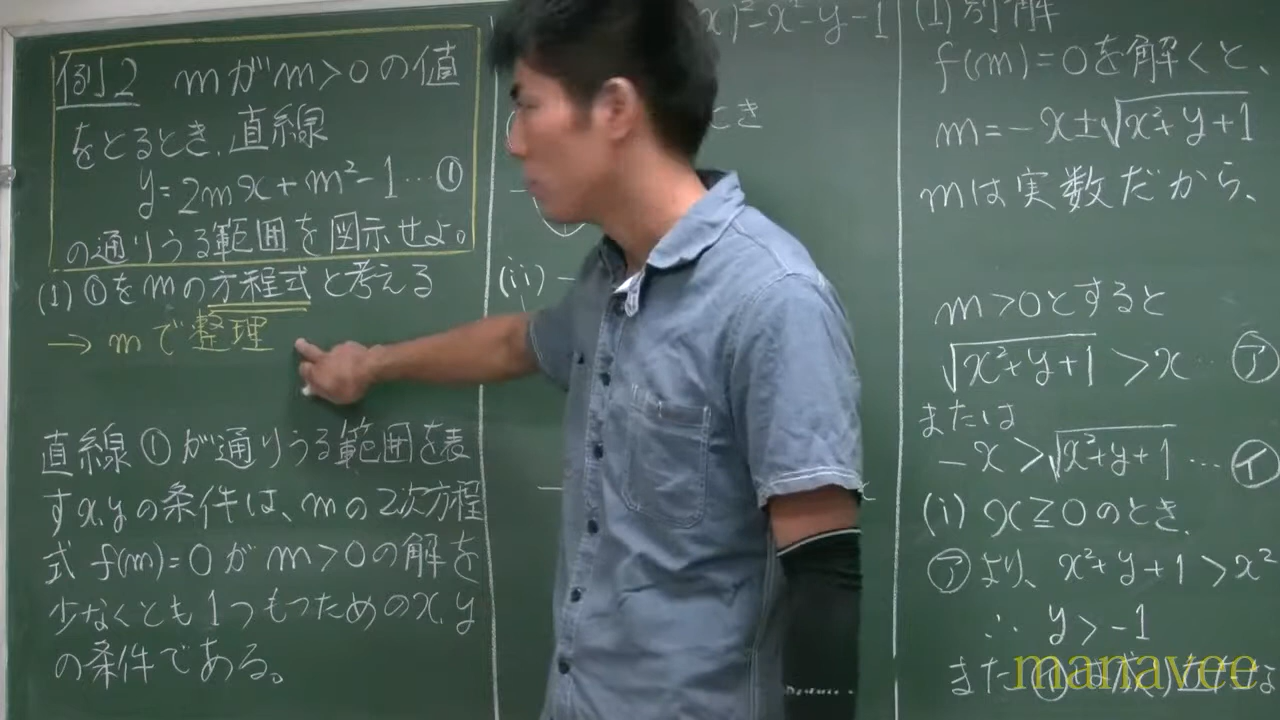 例2 mがm>0の値
をとるとき、直線
y=2mx+m²-1…①
の通りうる範囲を図示せよ。
(1) ①をmの方程式と考える
→ mで整理
直線①が通りうる範囲を表
すx,yの条件は、mの2次方程
式 f(m)=0 が m>0の解を
少なくとも1つもつためのx,y
の条件である。
x)²-x²-y-1
とき
(ii)
(1) 別解
f(m)=0を解くと、
m=-x±√x²+y+1
mは実数だから、
m>0とすると
√x²+y+1 >x … ㋐
または
-x>√x²+y+1 … ㋑
(i) x≧0のとき、
㋐より、x²+y+1>x²
∴ y>-1
また
manavee